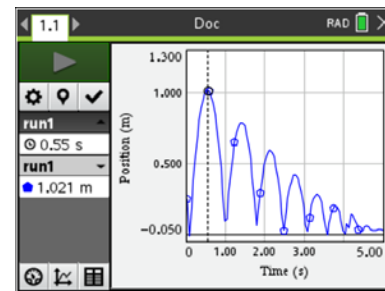 1.1
Doc
RAD
run1
0.55 s
run1
1.021 m
Position (m)
1.300
1.000
0.500
-0.050
0 1.00 2.00 3.00 5.00
Time (s)